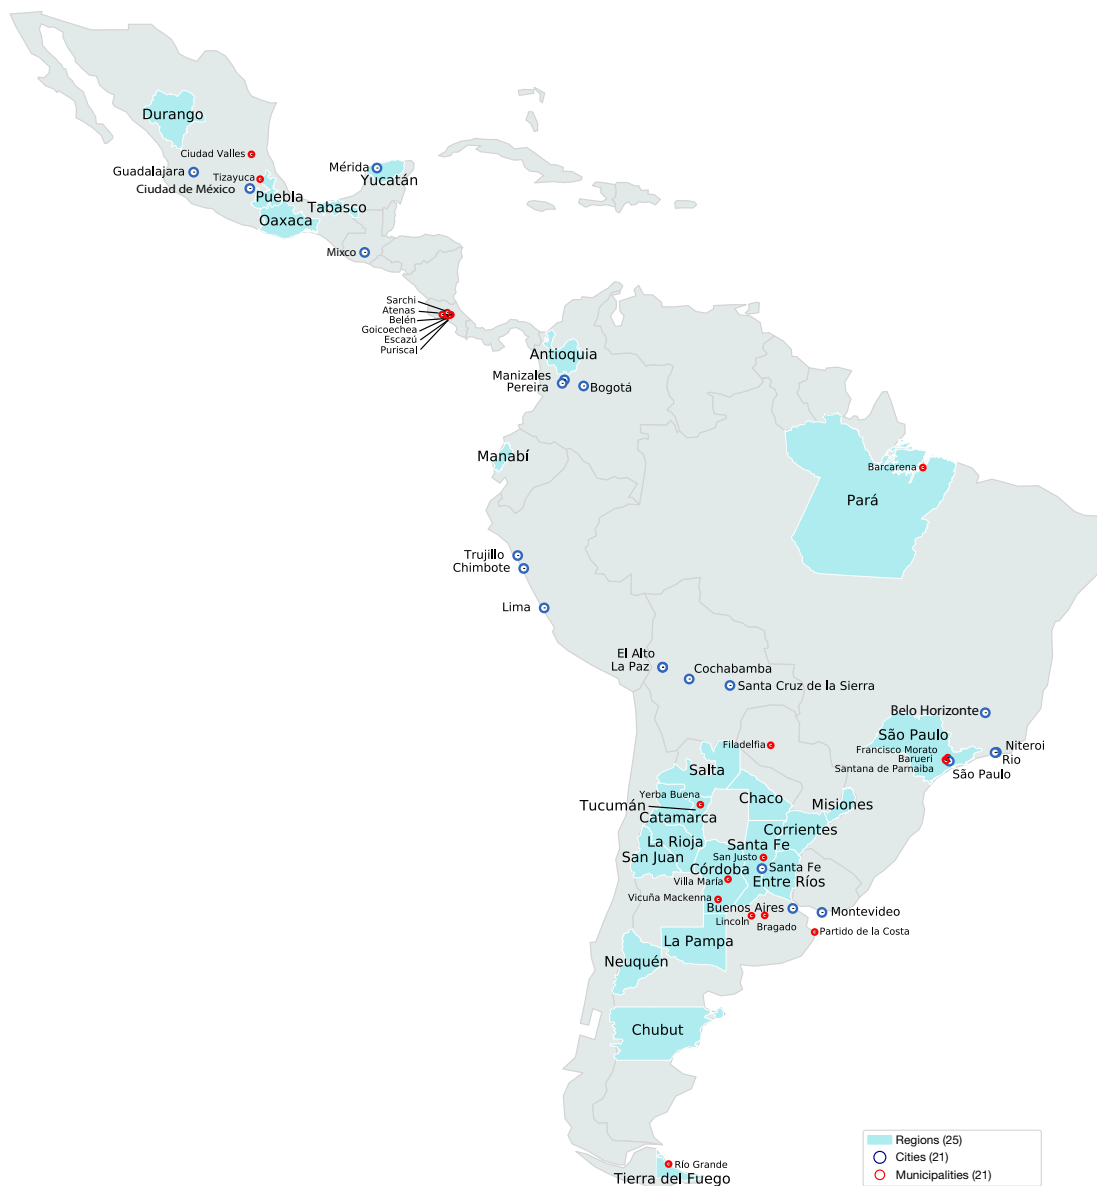 Durango
Ciudad Valles
Guadalajara
Tizayuca
Ciudad de México
Puebla
Mérida
Yucatán
Tabasco
Oaxaca
Mixco
Sarchi
Atenas
Belén
Goicoechea
Escazú
Puriscal
Antioquia
Manizales
Pereira
Bogotá
Manabí
Barcarena
Pará
Trujillo
Chimbote
Lima
El Alto
La Paz
Cochabamba
Santa Cruz de la Sierra
Belo Horizonte
São Paulo
Francisco Morato
Barueri
Santana de Parnaiba
São Paulo
Niteroi
Rio
Filadelfia
Salta
Yerba Buena
Tucumán
Catamarca
Chaco
Misiones
Corrientes
La Rioja
Santa Fe
San Juan
San Justo
Córdoba
Santa Fe
Villa María
Entre Ríos
Vicuña Mackenna
Buenos Aires
Montevideo
Lincoln
Bragado
Partido de la Costa
La Pampa
Neuquén
Chubut
Río Grande
Tierra del Fuego
Regions (25)
Cities (21)
Municipalities (21)